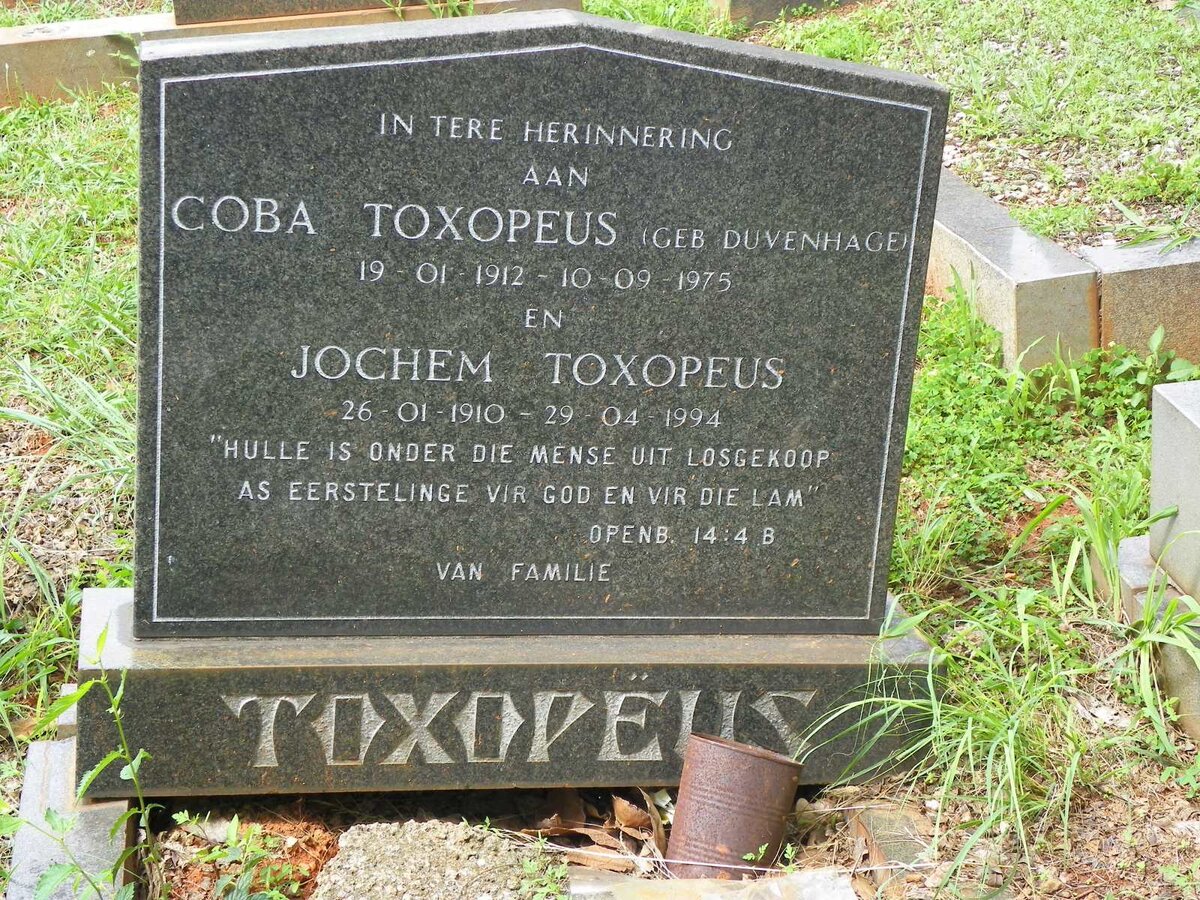 IN TERE HERINNERING
AAN
COBA TOXOPEUS (GEB DUVENHAGE)
19-01-1912 - 10-09-1975
EN
JOCHEM TOXOPEUS
26-01-1910 - 29-04-1994
"HULLE IS ONDER DIE MENSE UIT LOSGEKOOP
AS EERSTELINGE VIR GOD EN VIR DIE LAM"
OPENB. 14:4 B
VAN FAMILIE
TOXOPËUS